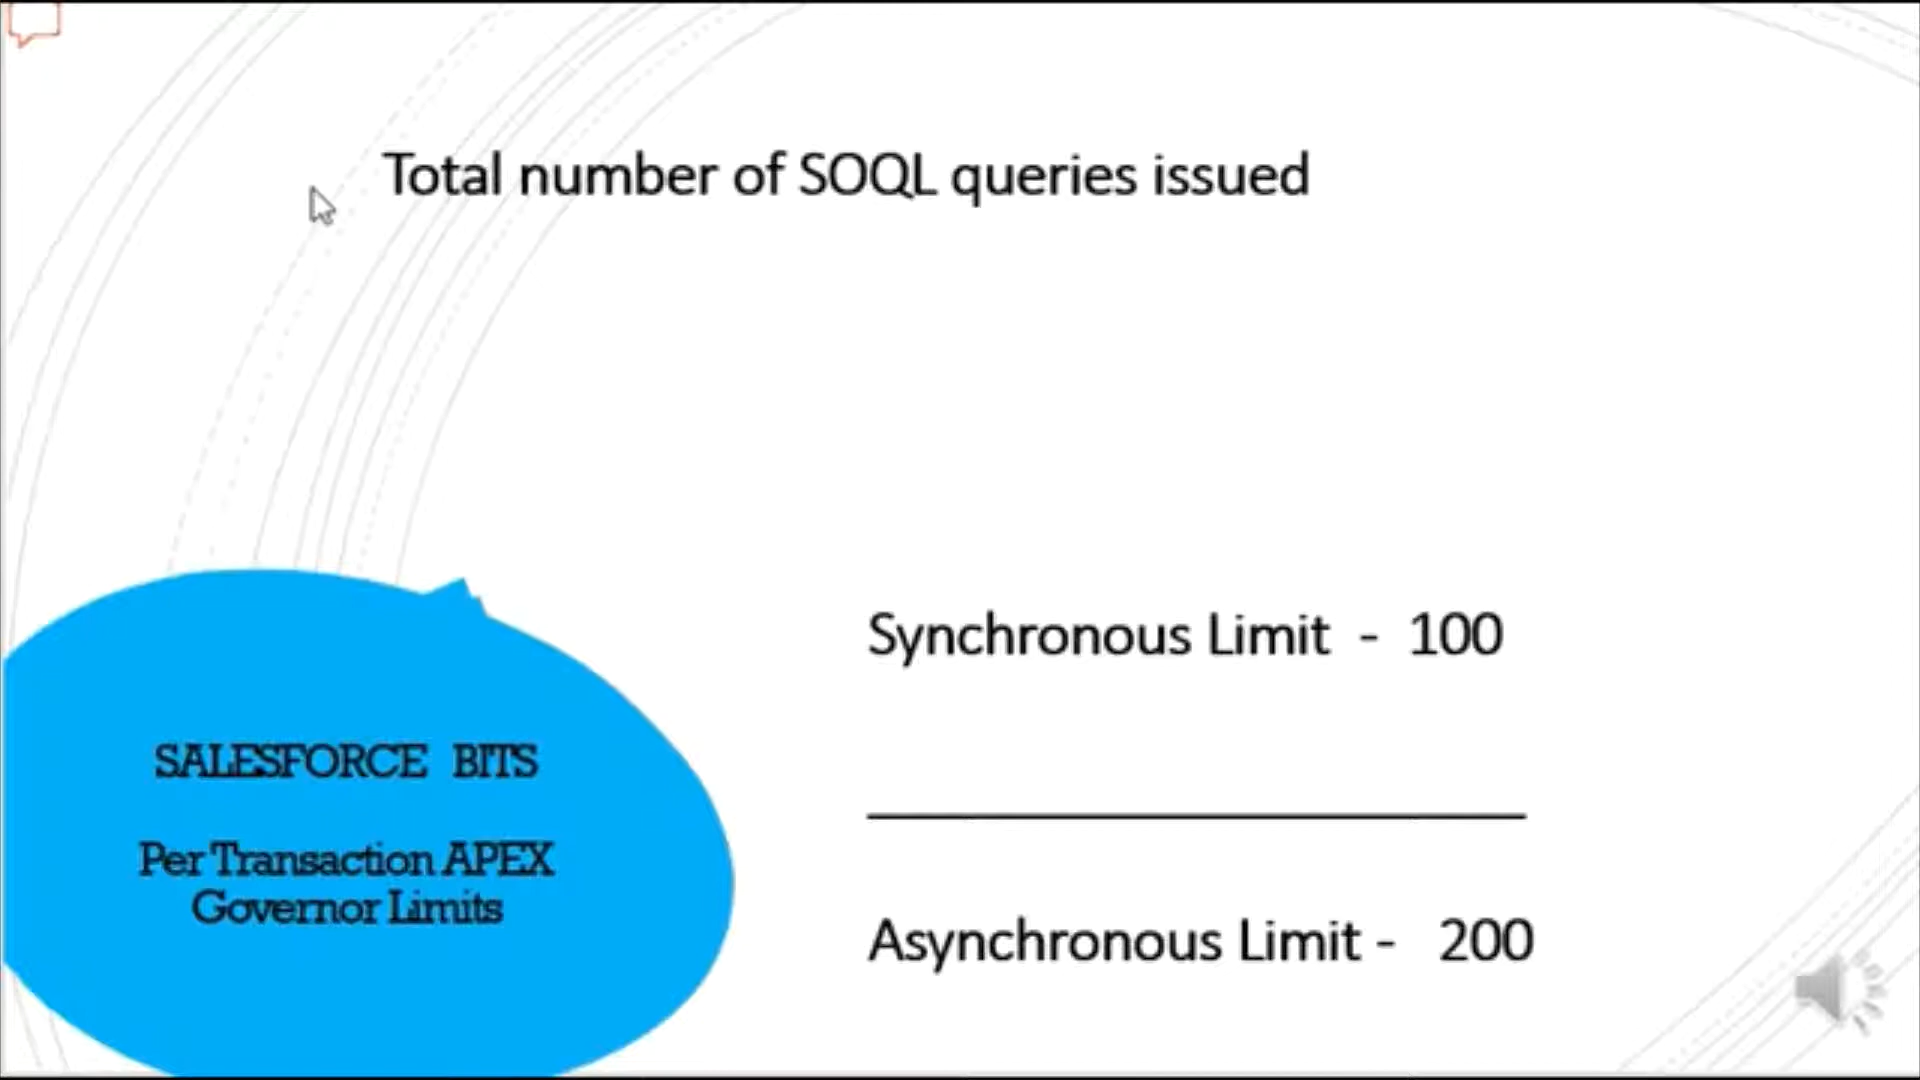 Total number of SOQL queries issued
Synchronous Limit - 100
Asynchronous Limit - 200
SALESFORCE BITS
Per Transaction APEX
Governor Limits